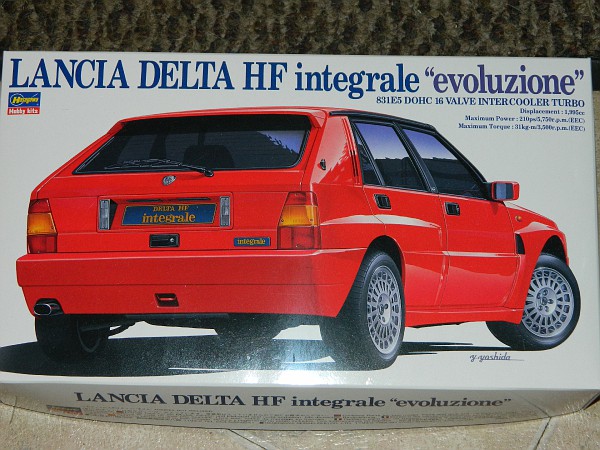 LANCIA DELTA HF integrale "evoluzione"
Hasegawa
Hobby kits
831E5 DOHC 16 VALVE INTERCOOLER TURBO
Displacement : 1,995cc
Maximum Power : 210ps/5,750r.p.m.(EEC)
Maximum Torque : 31kg-m/3,500r.p.m.(EEC)
DELTA HF
integrale
integrale
y.yoshida
LANCIA DELTA HF integrale "evoluzione"